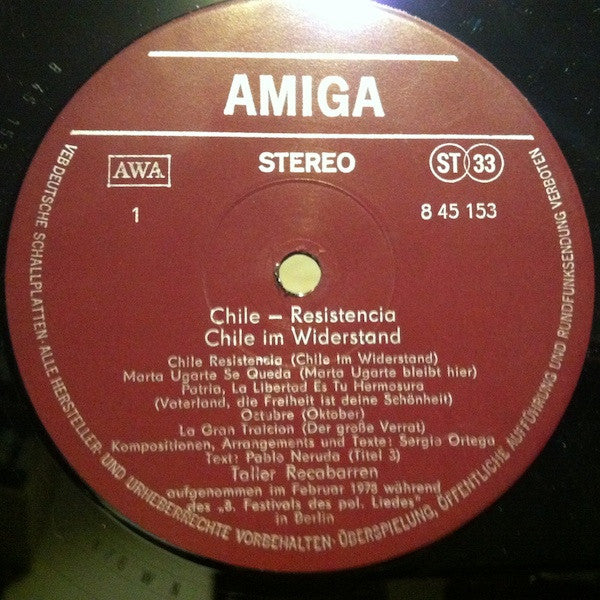 AMIGA
AWA
STEREO
ST 33
1
8 45 153
Chile – Resistencia
Chile im Widerstand
Chile Resistencia (Chile im Widerstand)
Marta Ugarte Se Queda (Marta Ugarte bleibt hier)
Patria, La Libertad Es Tu Hermosura
(Vaterland, die Freiheit ist deine Schönheit)
Octubre (Oktober)
La Gran Traicion (Der große Verrat)
Kompositionen, Arrangements und Texte: Sergio Ortega
Text: Pablo Neruda (Titel 3)
Taller Recabarren
aufgenommen im Februar 1978 während
des „8. Festivals des pol. Liedes"
in Berlin
VEB DEUTSCHE SCHALLPLATTEN · ALLE HERSTELLER- UND URHEBERRECHTE VORBEHALTEN · ÜBERSPIELUNG, ÖFFENTLICHE AUFFÜHRUNG UND RUNDFUNKSENDUNG VERBOTEN